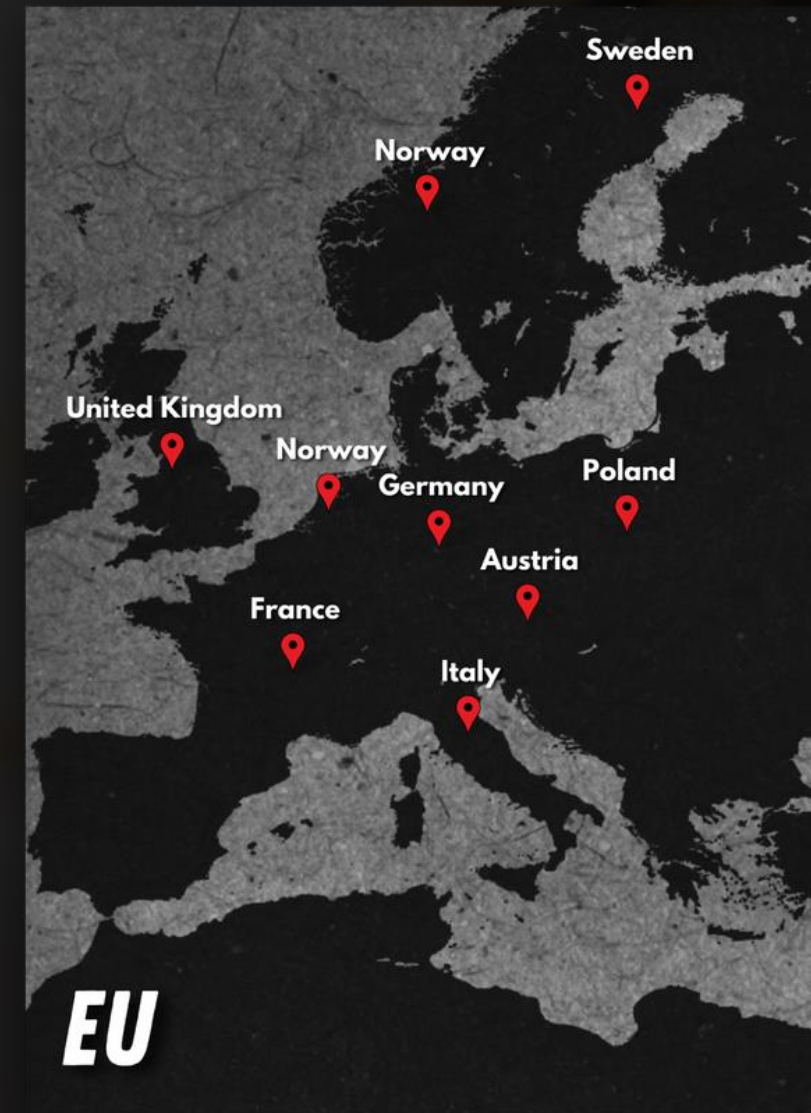 Sweden
Norway
United Kingdom
Norway
Germany
Poland
Austria
France
Italy
EU